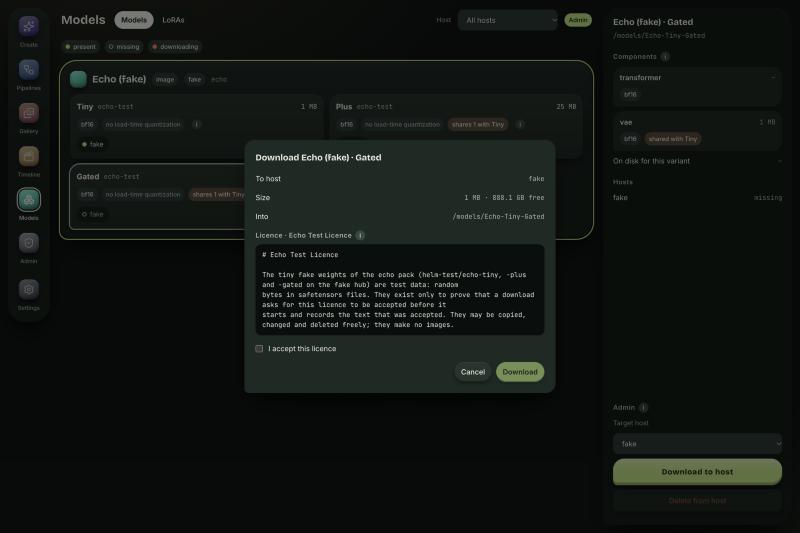 Models
Models
LoRAs
Host
All hosts
Admin
Create
Pipelines
Gallery
Timeline
Models
Admin
Settings
present
missing
downloading
Echo (fake)
image
fake
echo
Tiny echo-test 1 MB
bf16 no load-time quantization i
fake
Plus echo-test 25 MB
bf16 no load-time quantization shares 1 with Tiny i
Gated
bf16 no load-time quantization shares 1 Tiny
fake
Download Echo (fake) · Gated
To host fake
Size 1 MB · 888.1 GB free
Into /models/Echo-Tiny-Gated
Licence · Echo Test Licence i
# Echo Test Licence
The tiny fake weights of the echo pack (helm-test/echo-tiny, -plus
and -gated on the fake hub) are test data: random
bytes in safetensors files. They exist only to prove that a download
asks for this licence to be accepted before it
starts and records the text that was accepted. They may be copied,
changed and deleted freely; they make no images.
I accept this licence
Cancel
Download
Echo (fake) · Gated
/models/Echo-Tiny-Gated
Components i
transformer -
bf16
vae 1 MB
bf16 shared with Tiny
On disk for this variant -
Hosts
fake missing
Admin i
Target host
fake
Download to host
Delete from host